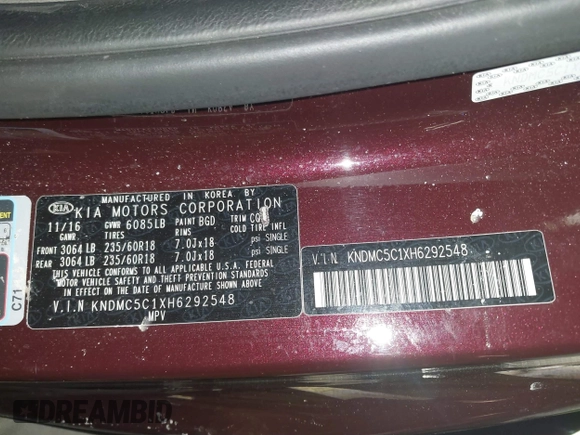 MANUFACTURED IN KOREA BY
KIA KIA MOTORS CORPORATION
11/16 GVWR 6085LB PAINT BGD TRIM
GAWR TIRES RIMS COLD TIRE INFL
FRONT 3064 LB 235/60R18 7.0Jx18 psi SINGLE
REAR 3064 LB 235/60R18 7.0Jx18 psi SINGLE
THIS VEHICLE CONFORMS TO ALL APPLICABLE U.S.A. FEDERAL
MOTOR VEHICLE SAFETY AND THEFT PREVENTION STANDARDS
IN EFFECT ON THE DATE OF MANUFACTURE SHOWN ABOVE
V.I.N KNDMC5C1XH6292548
MPV
V.I.N KNDMC5C1XH6292548
C71
DREAMBID